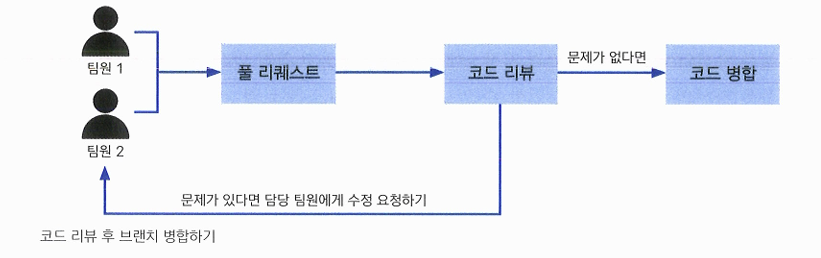 팀원 1
풀 리퀘스트
코드 리뷰
문제가 없다면
코드 병합
팀원 2
문제가 있다면 담당 팀원에게 수정 요청하기
코드 리뷰 후 브랜치 병합하기